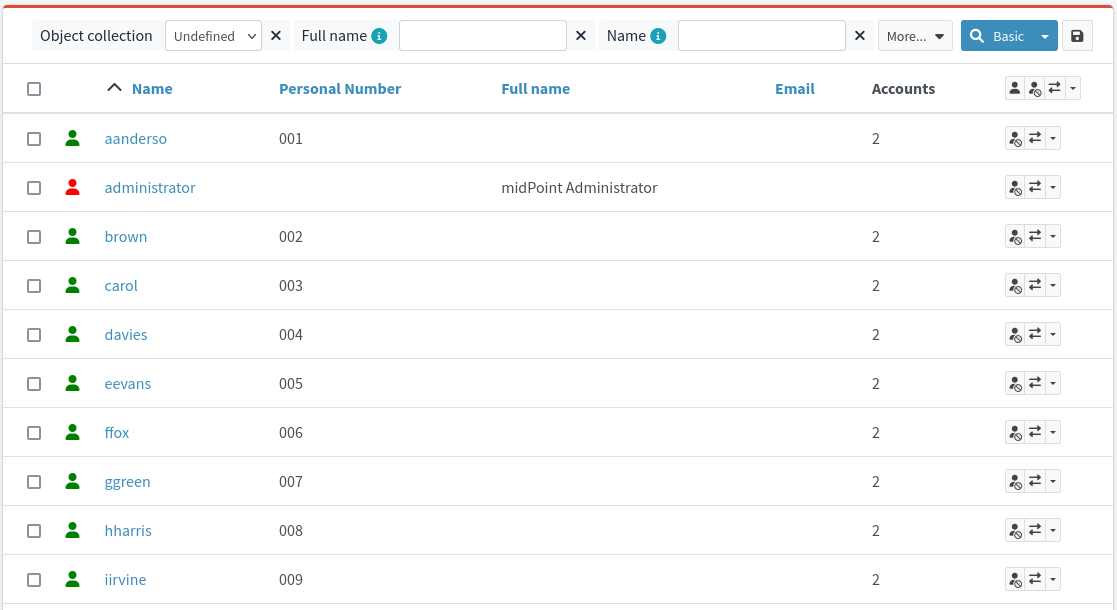 Object collection Undefined Full name Name More... Basic
Name Personal Number Full name Email Accounts
aanderso 001 2
administrator midPoint Administrator
brown 002 2
carol 003 2
davies 004 2
eevans 005 2
ffox 006 2
ggreen 007 2
hharris 008 2
iirvine 009 2